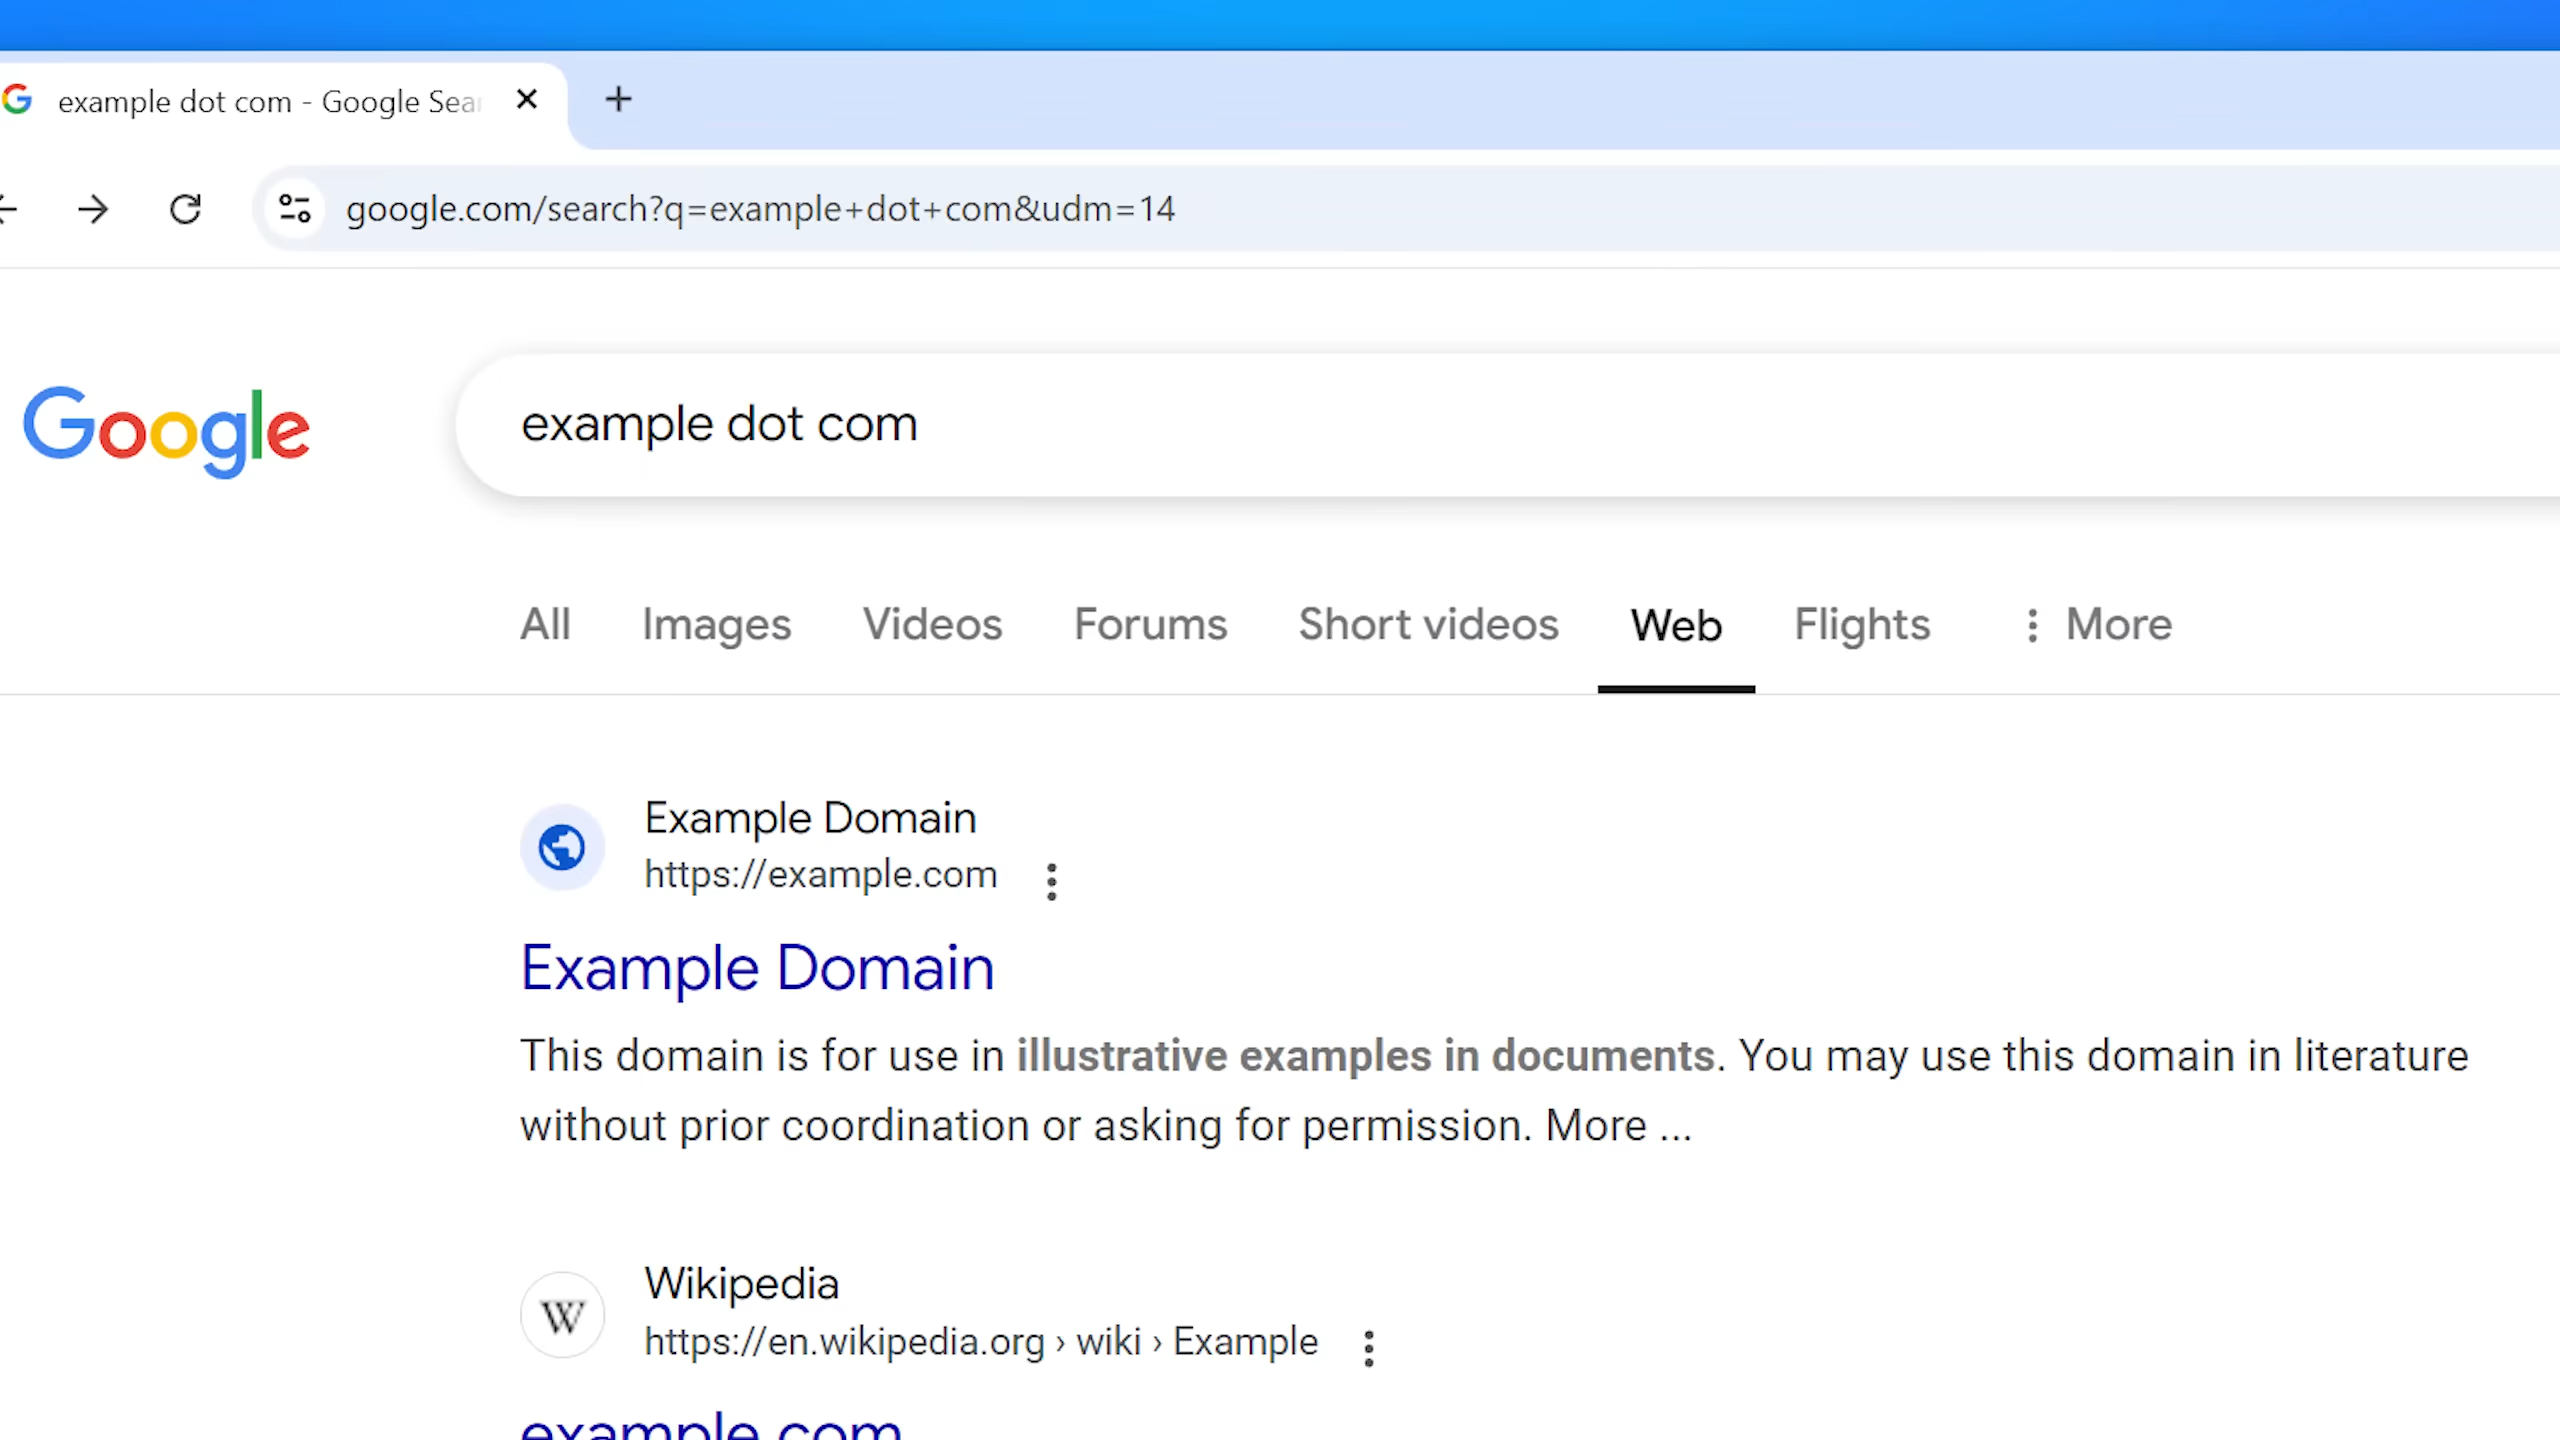 example dot com - Google Sear
google.com/search?q=example+dot+com&udm=14
Google
example dot com
All Images Videos Forums Short videos Web Flights More
Example Domain
https://example.com
Example Domain
This domain is for use in illustrative examples in documents. You may use this domain in literature
without prior coordination or asking for permission. More ...
W
Wikipedia
https://en.wikipedia.org › wiki › Example
example.com